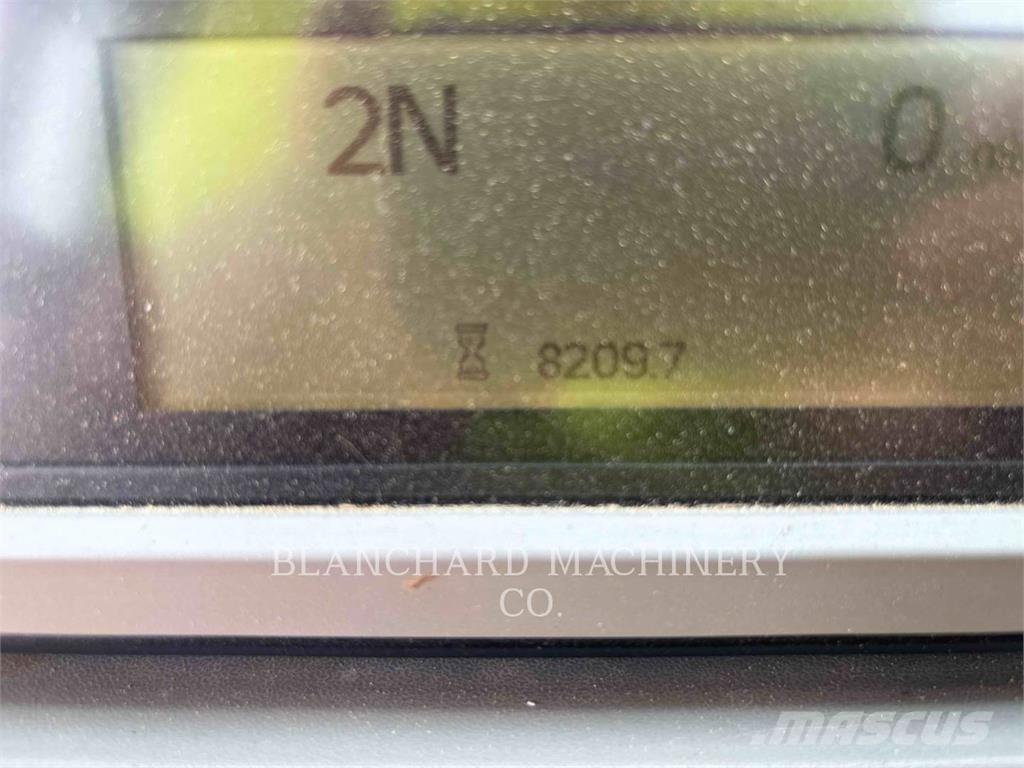 2N 0
8209.7
BLANCHARD MACHINERY
CO.
MASCUS